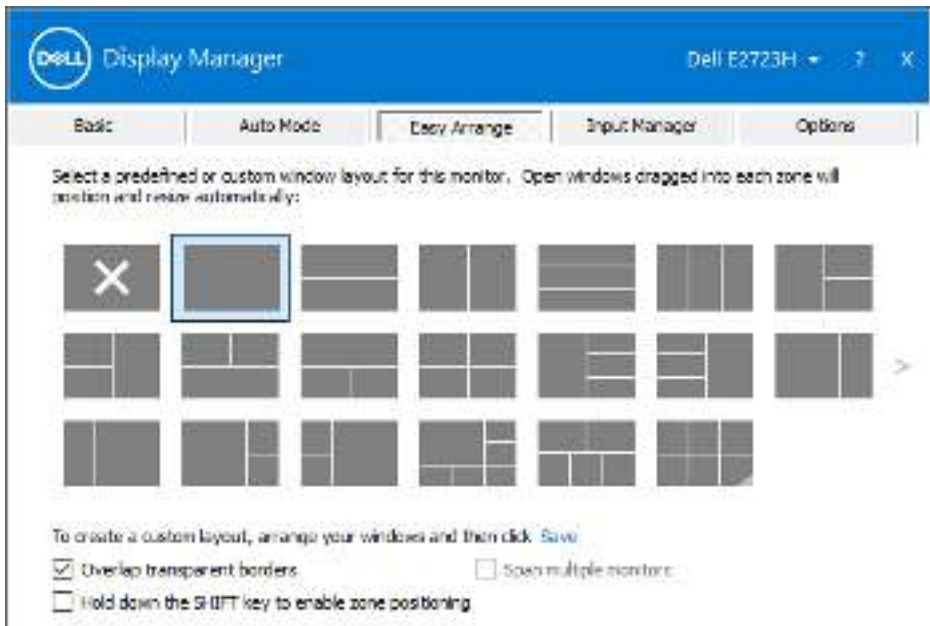 DELL Display Manager
Dell E2723H ? X
Basic Auto Mode Easy Arrange Input Manager Options
Select a predefined or custom window layout for this monitor. Open windows dragged into each zone will
position and resize automatically:
>
To create a custom layout, arrange your windows and then click Save
Overlap transparent borders Span multiple monitors
Hold down the SHIFT key to enable zone positioning